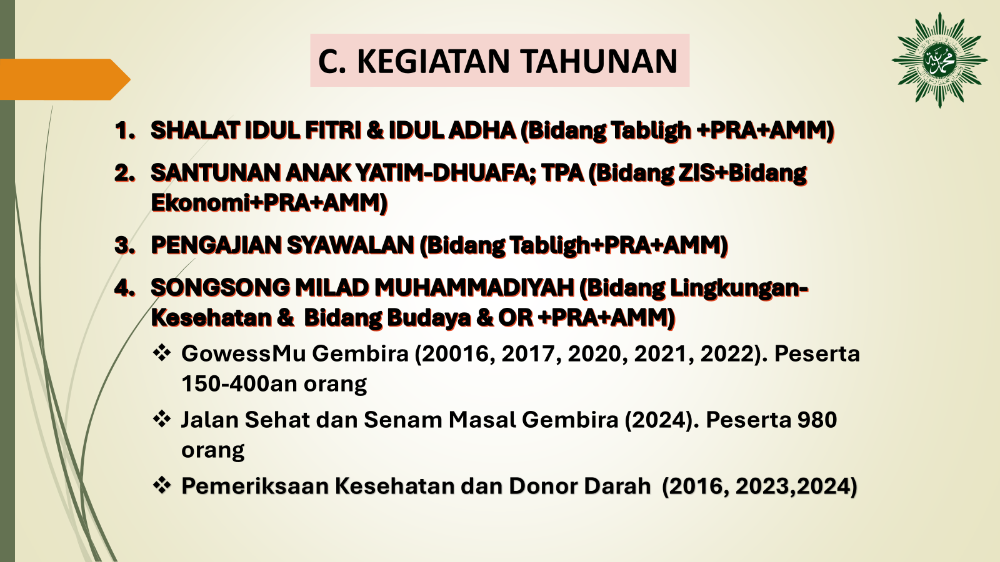 C. KEGIATAN TAHUNAN
1. SHALAT IDUL FITRI & IDUL ADHA (Bidang Tabligh +PRA+AMM)
2. SANTUNAN ANAK YATIM-DHUAFA; TPA (Bidang ZIS+Bidang
Ekonomi+PRA+AMM)
3. PENGAJIAN SYAWALAN (Bidang Tabligh+PRA+AMM)
4. SONGSONG MILAD MUHAMMADIYAH (Bidang Lingkungan-
Kesehatan & Bidang Budaya & OR +PRA+AMM)
❖ GowessMu Gembira (20016, 2017, 2020, 2021, 2022). Peserta
150-400an orang
❖ Jalan Sehat dan Senam Masal Gembira (2024). Peserta 980
orang
❖ Pemeriksaan Kesehatan dan Donor Darah (2016, 2023,2024)